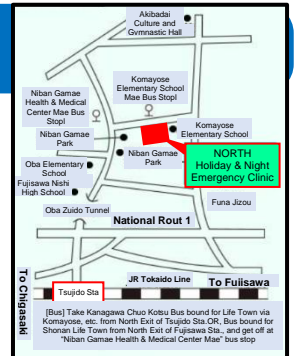 Akibadai
Culture and
Gymnastic Hall
Komayose
Elementary School
Mae Bus Stopl
Niban Gamae
Health & Medical
Center Mae Bus
Stopl
Niban Gamae
Park
Komayose
Elementary School
NORTH
Holiday & Night
Emergency Clinic
Niban Gamae
Park
Oba Elementary
School
Fujisawa Nishi
High School
Funa Jizou
Oba Zuido Tunnel
National Route 1
To Chigasaki
Tsujido Sta
JR Tokaido Line
To Fujisawa
[Bus] Take Kanagawa Chuo Kotsu Bus bound for Life Town via
Komayose, etc. from North Exit of Tsujido Sta.OR, Bus bound for
Shonan Life Town from North Exit of Fujisawa Sta., and get off at
"Niban Gamae Health & Medical Center Mae" bus stop